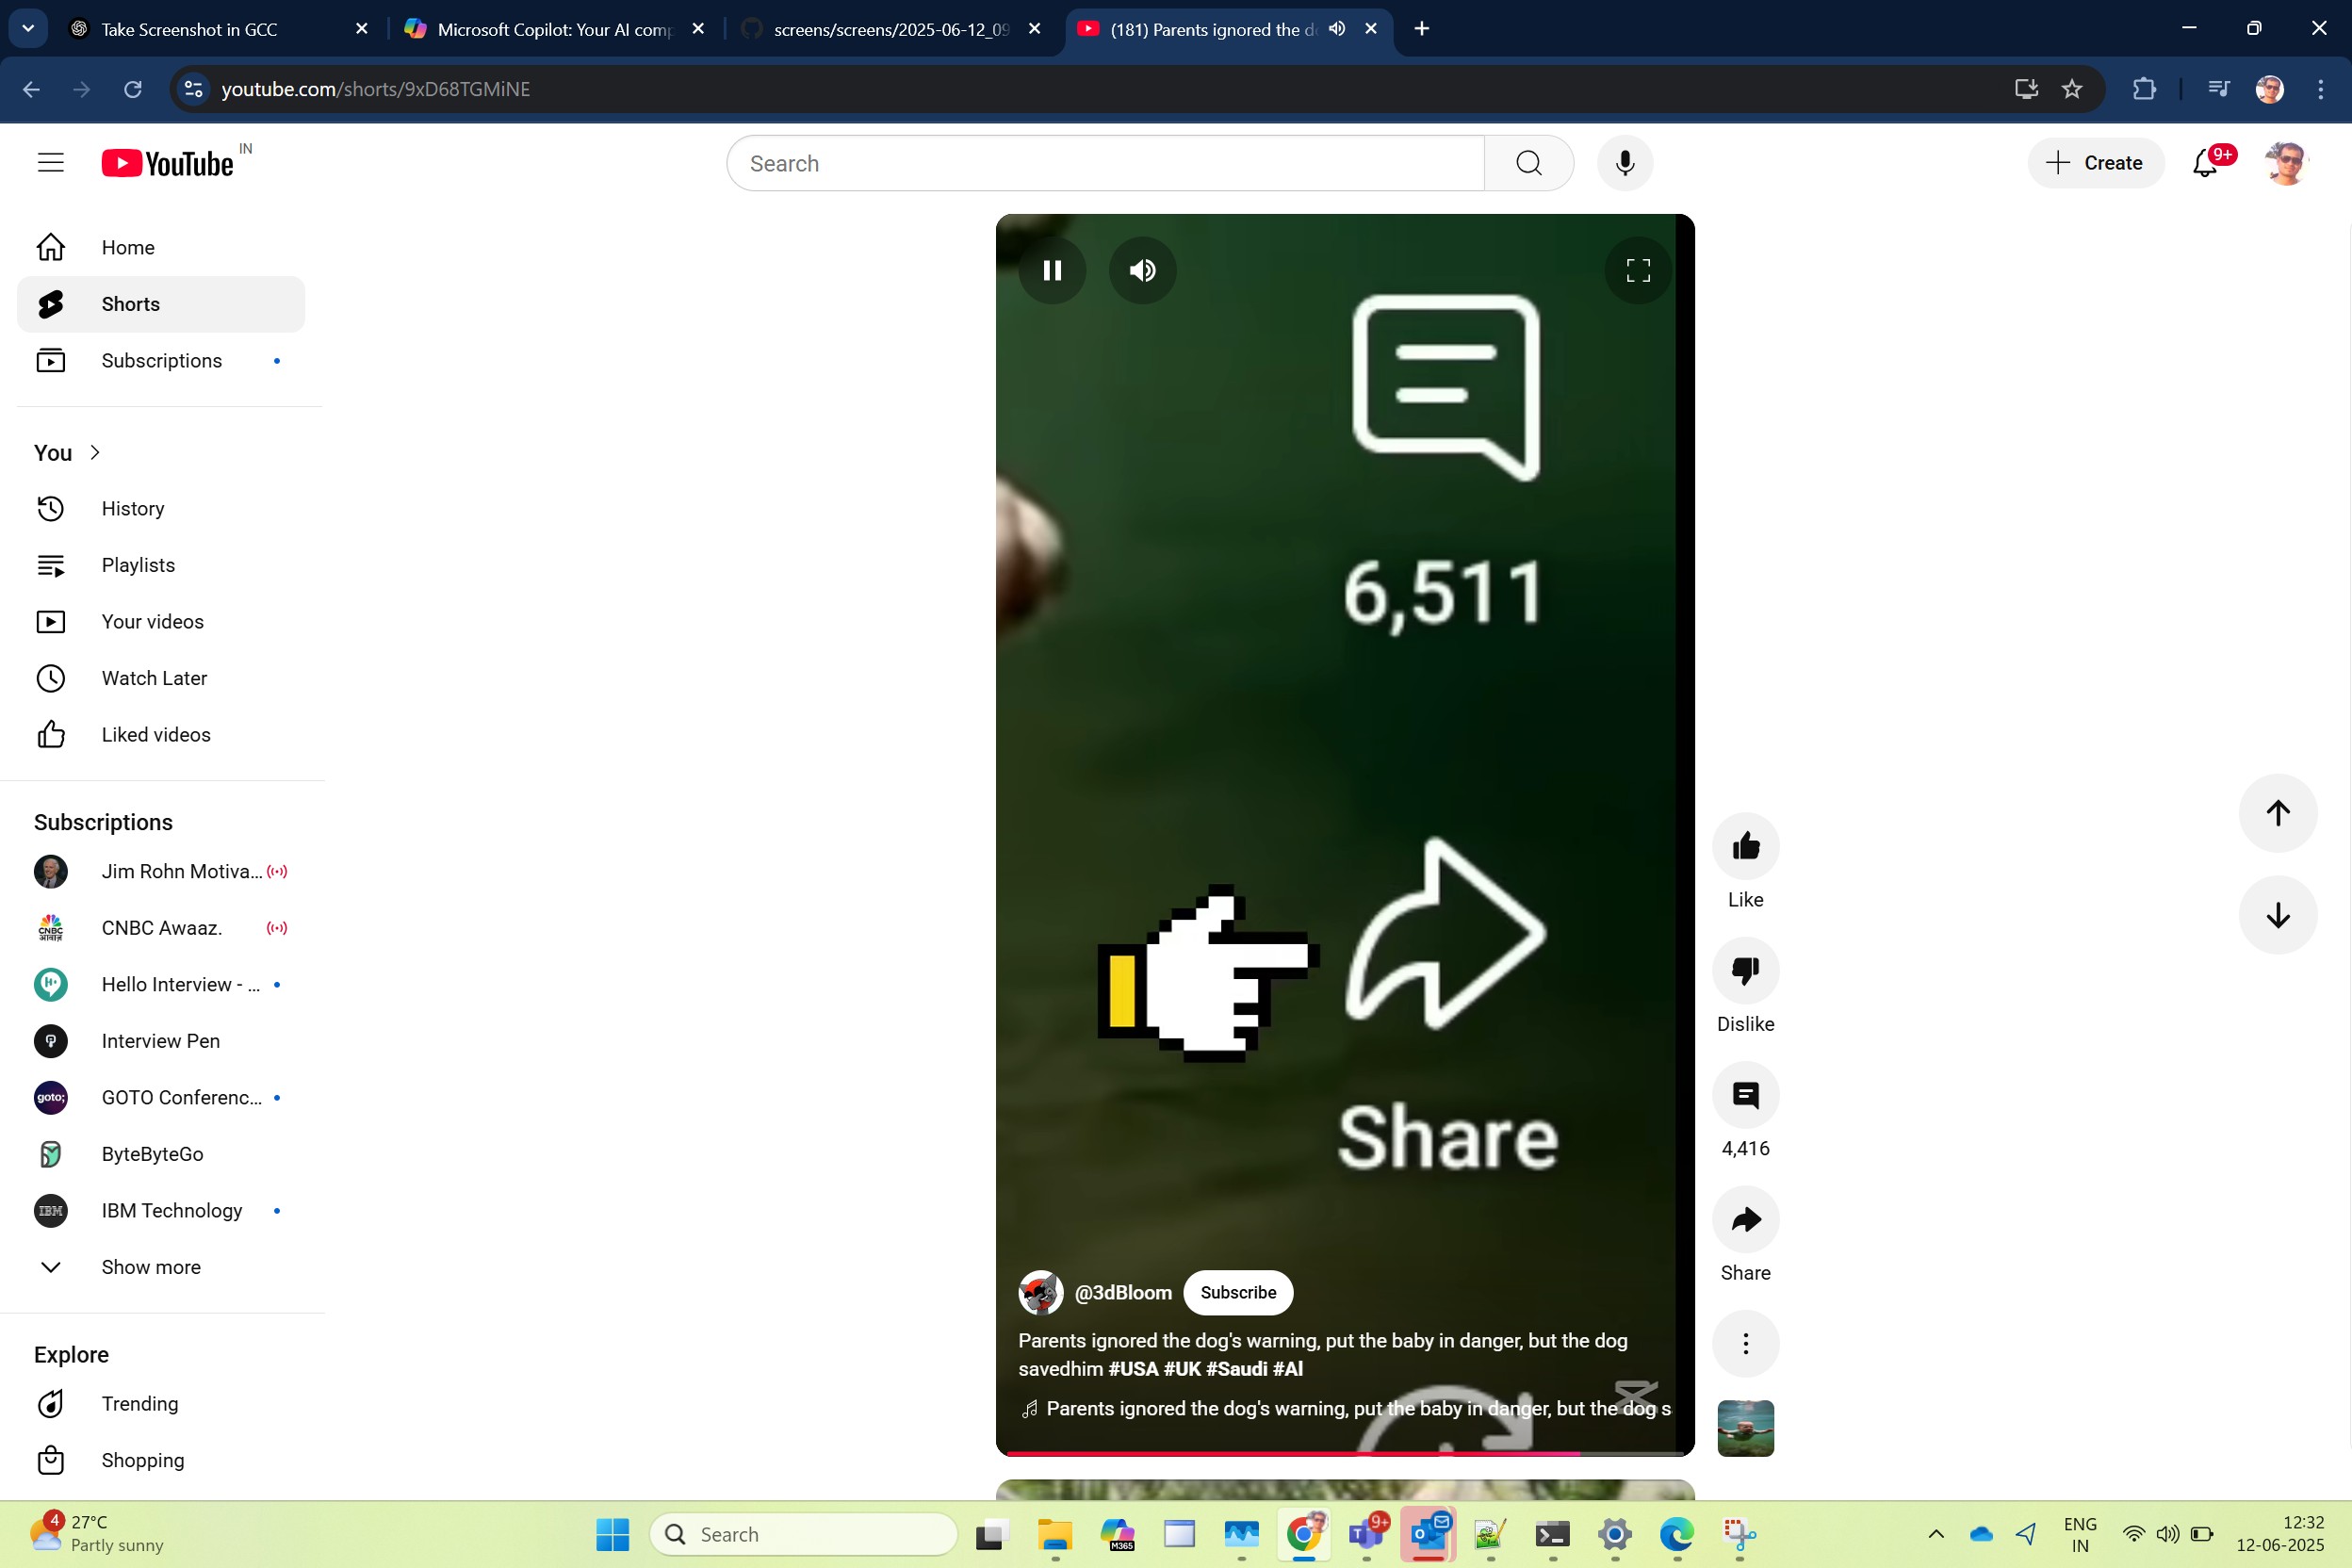 Take Screenshot in GCC
Microsoft Copilot: Your AI comp
screens/screens/2025-06-12_09
(181) Parents ignored the d
youtube.com/shorts/9xD68TGMiNE
YouTube IN
Search
Create
9+
Home
Shorts
Subscriptions
You
History
Playlists
Your videos
Watch Later
Liked videos
Subscriptions
Jim Rohn Motiva...
CNBC Awaaz.
Hello Interview - ...
Interview Pen
GOTO Conferenc...
goto;
ByteByteGo
IBM Technology
IBM
Show more
Explore
Trending
Shopping
6,511
Share
@3dBloom
Subscribe
Parents ignored the dog's warning, put the baby in danger, but the dog
savedhim #USA #UK #Saudi #Al
Parents ignored the dog's warning, put the baby in danger, but the dog s
Like
Dislike
4,416
Share
4
27°C
Partly sunny
Search
M365
9+
ENG
IN
12:32
12-06-2025